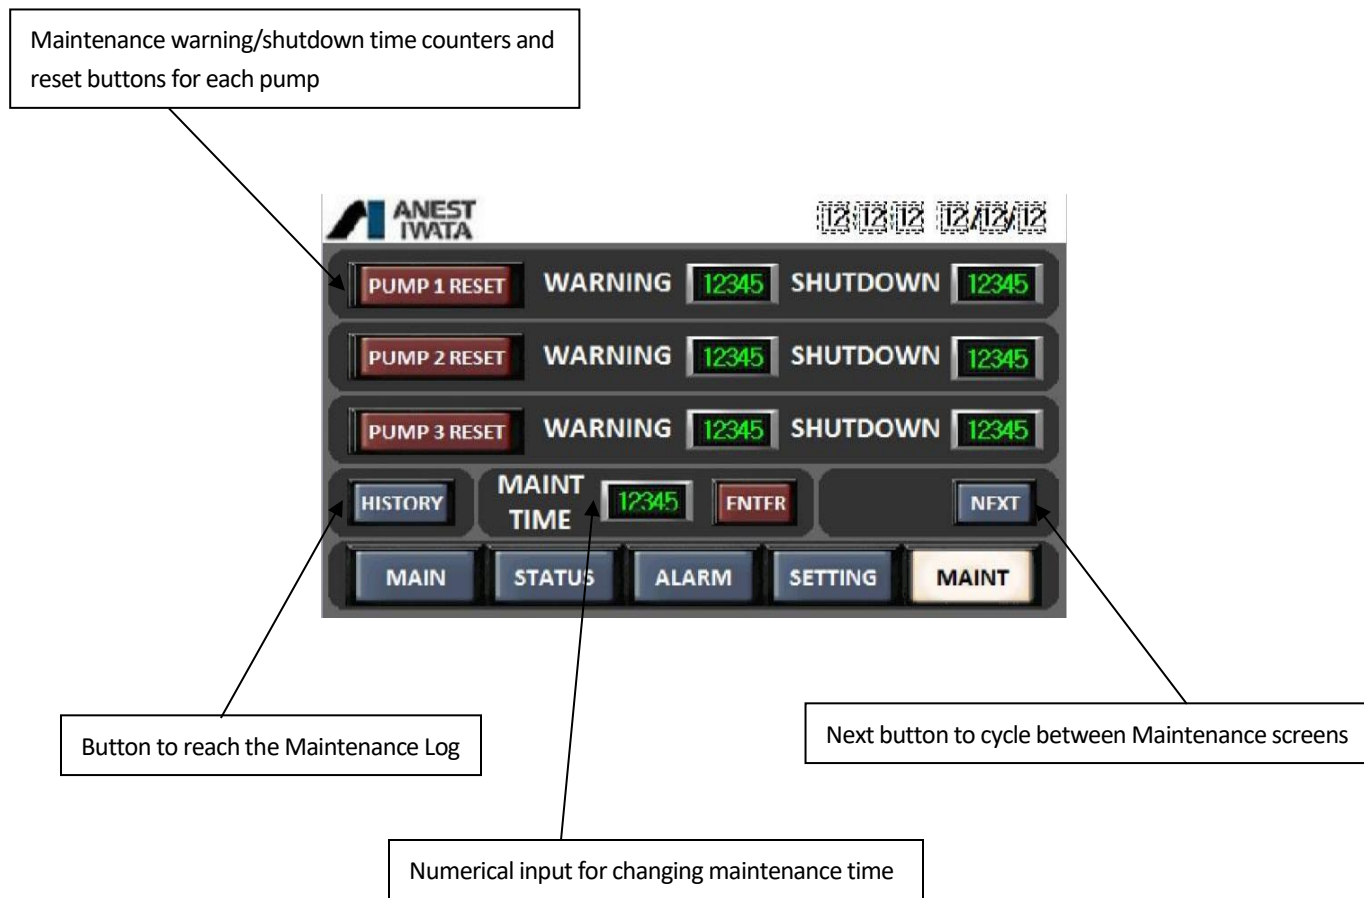 Maintenance warning/shutdown time counters and
reset buttons for each pump
ANEST
IWATA
12:12:12 12/12/12
PUMP 1 RESET WARNING 12345 SHUTDOWN 12345
PUMP 2 RESET WARNING 12345 SHUTDOWN 12345
PUMP 3 RESET WARNING 12345 SHUTDOWN 12345
HISTORY MAINT TIME 12345 ENTER NEXT
MAIN STATUS ALARM SETTING MAINT
Button to reach the Maintenance Log
Next button to cycle between Maintenance screens
Numerical input for changing maintenance time